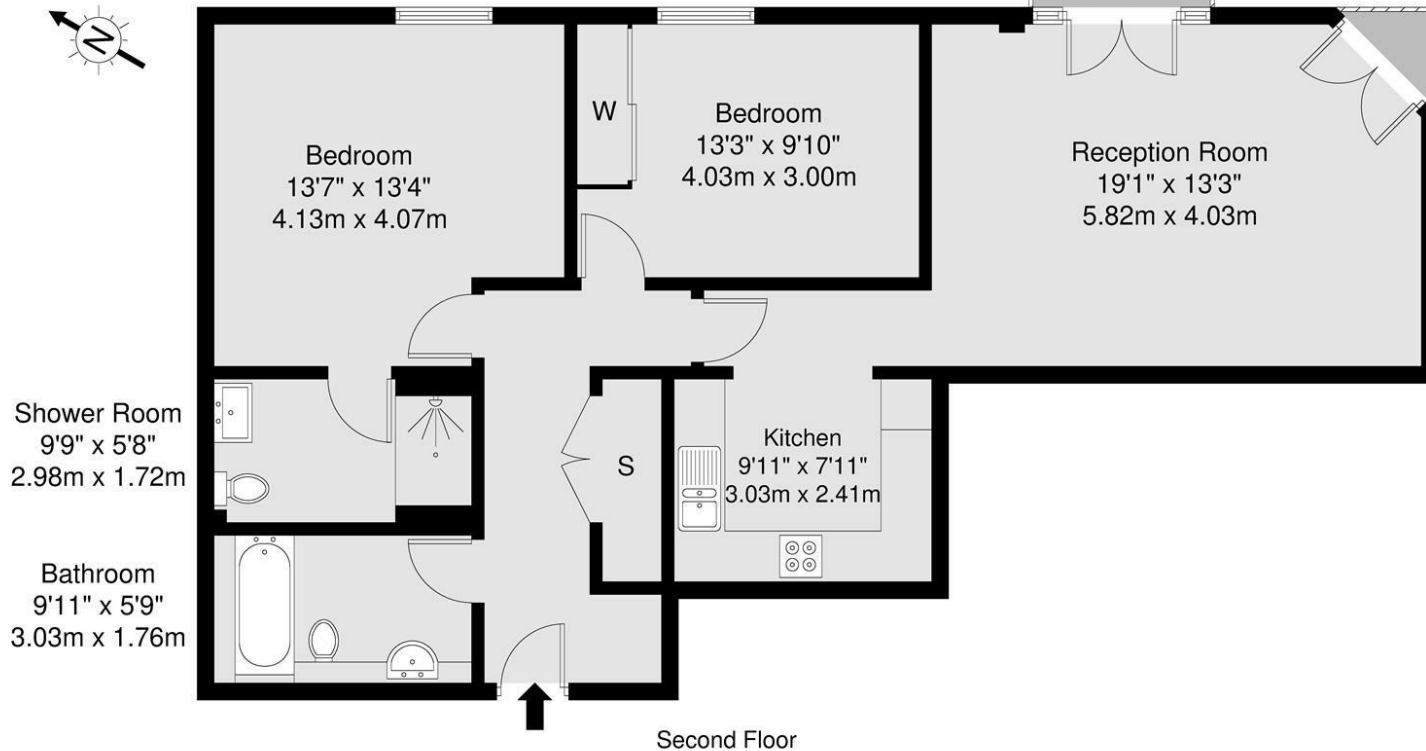 N
Bedroom
13'7" x 13'4"
4.13m x 4.07m
W
Bedroom
13'3" x 9'10"
4.03m x 3.00m
Reception Room
19'1" x 13'3"
5.82m x 4.03m
Shower Room
9'9" x 5'8"
2.98m x 1.72m
S
Kitchen
9'11" x 7'11"
3.03m x 2.41m
Bathroom
9'11" x 5'9"
3.03m x 1.76m
Second Floor